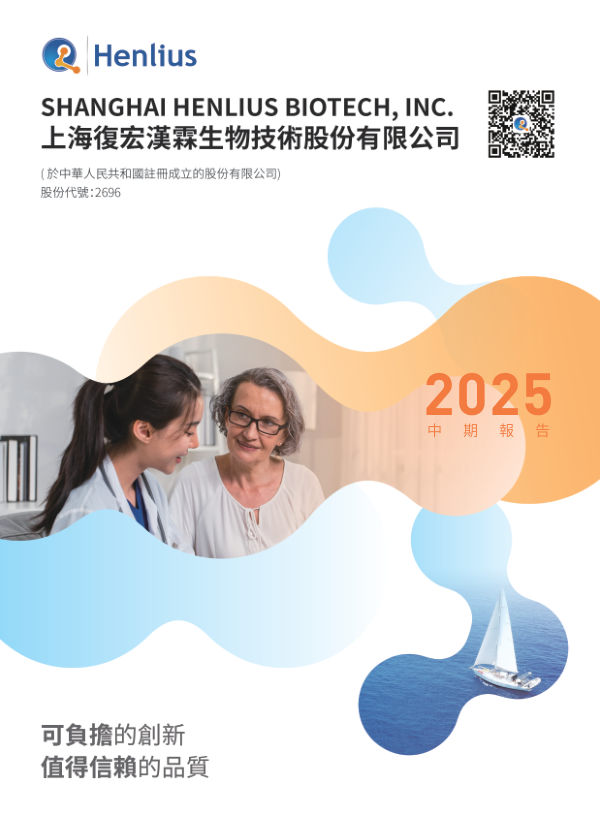 Henlius
SHANGHAI HENLIUS BIOTECH, INC.
上海復宏漢霖生物技術股份有限公司
( 於中華人民共和國註冊成立的股份有限公司)
股份代號：2696
2025
中期報告
可負擔的創新
值得信賴的品質